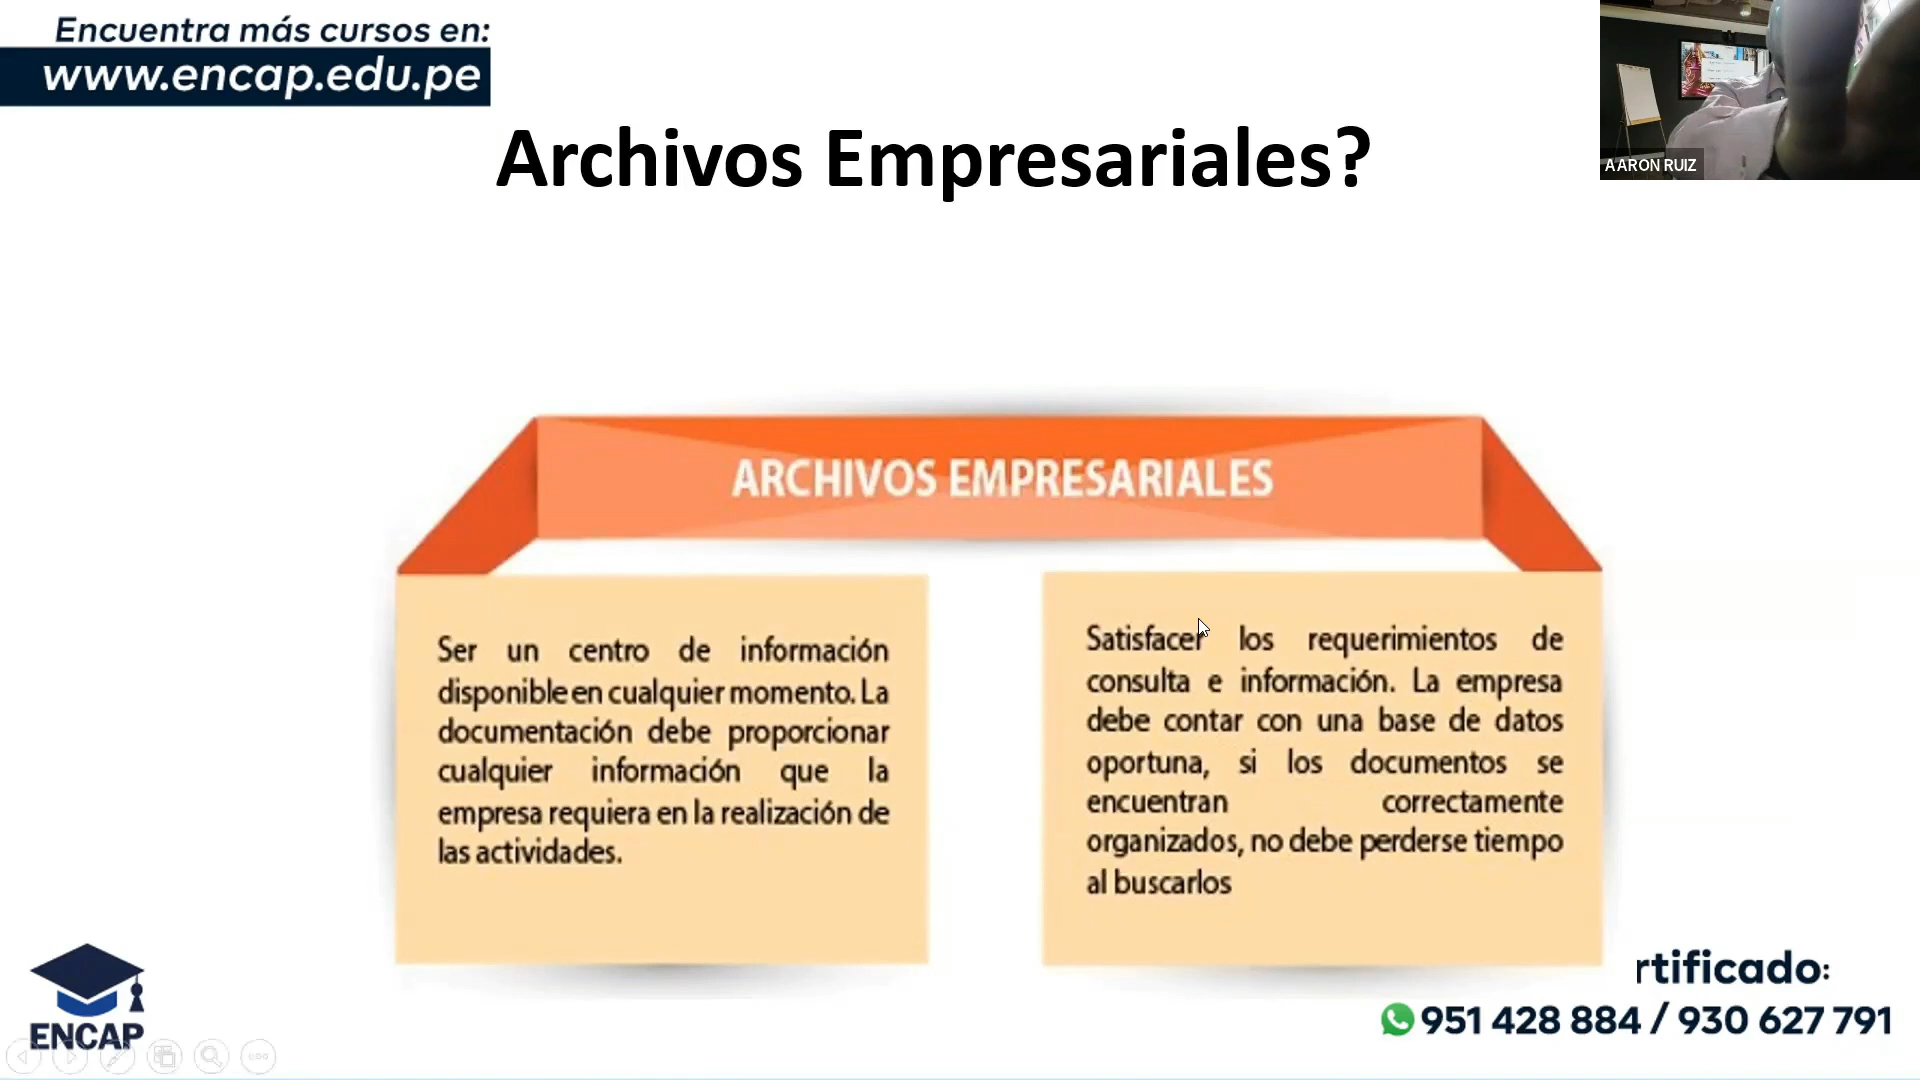 Encuentra más cursos en:
www.encap.edu.pe
AARON RUIZ
Archivos Empresariales?
ARCHIVOS EMPRESARIALES
Ser un centro de información
disponible en cualquier momento. La
documentación debe proporcionar
cualquier información que la
empresa requiera en la realización de
las actividades.
Satisfacer los requerimientos de
consulta e información. La empresa
debe contar con una base de datos
oportuna, si los documentos se
encuentran correctamente
organizados, no debe perderse tiempo
al buscarlos
ENCAP
rtificado:
951 428 884 / 930 627 791